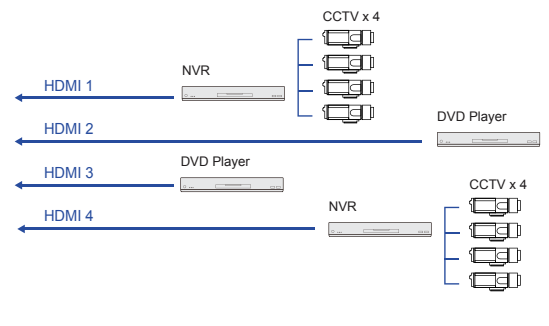 CCTV x 4
NVR
HDMI 1
DVD Player
HDMI 2
DVD Player
HDMI 3
CCTV x 4
NVR
HDMI 4